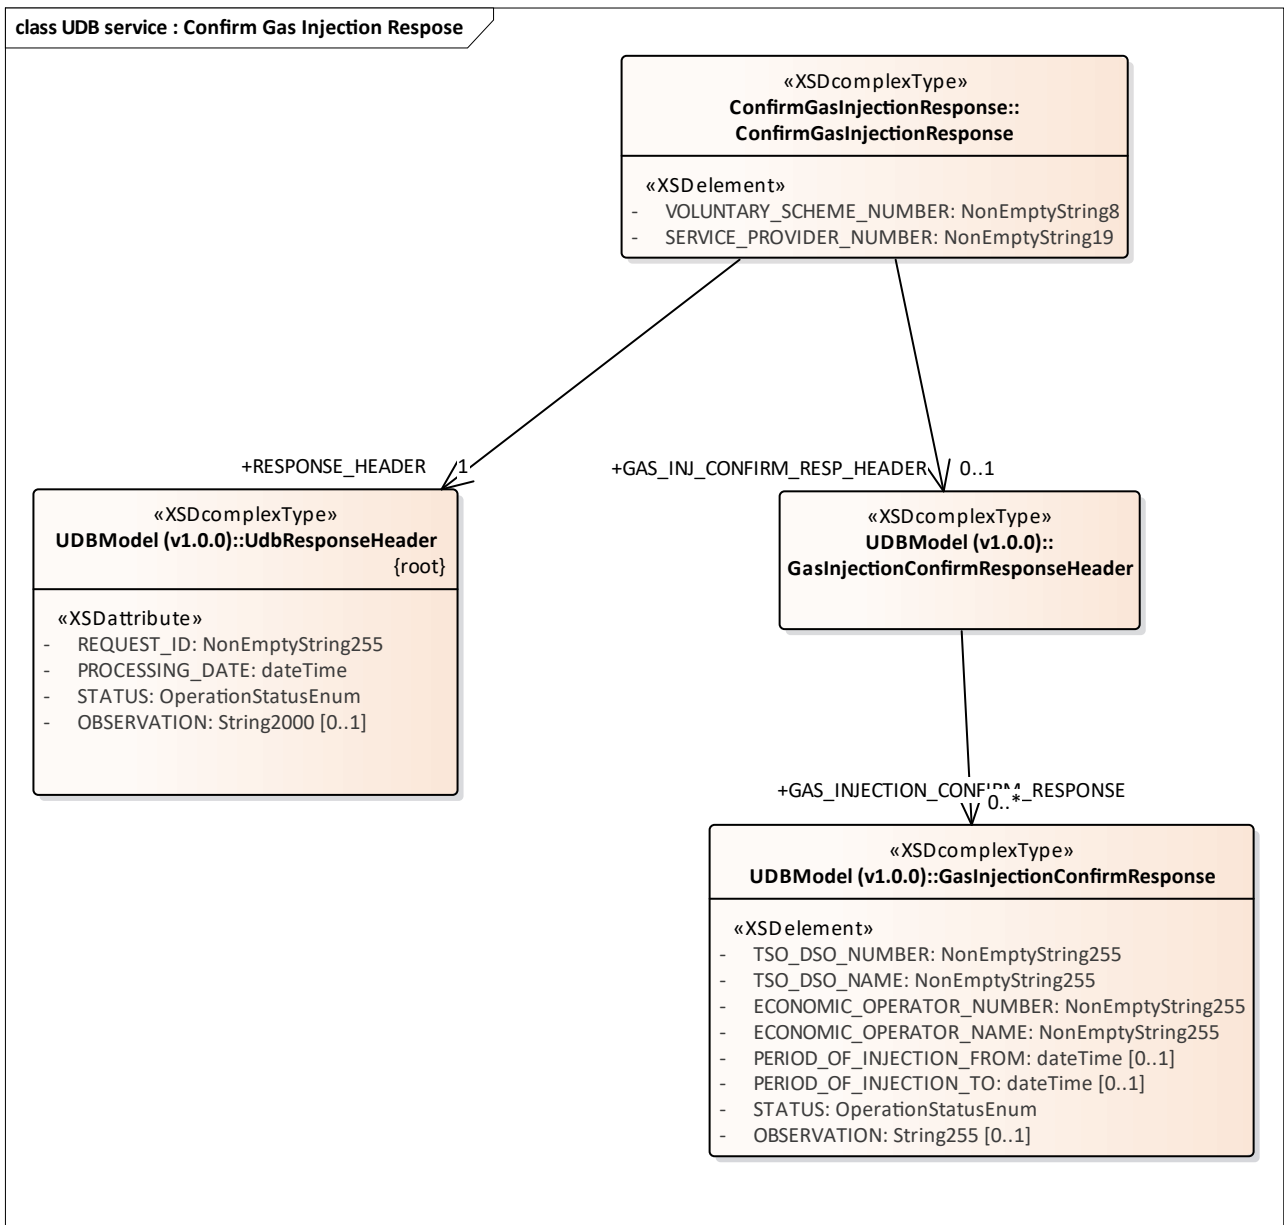 class UDB service : Confirm Gas Injection Respose
«XSDcomplexType»
ConfirmGasInjectionResponse::
ConfirmGasInjectionResponse
«XSDelement»
- VOLUNTARY_SCHEME_NUMBER: NonEmptyString8
- SERVICE_PROVIDER_NUMBER: NonEmptyString19
+RESPONSE_HEADER 1
+GAS_INJ_CONFIRM_RESP_HEADER 0..1
«XSDcomplexType»
UDBModel (v1.0.0)::UdbResponseHeader
{root}
«XSDattribute»
- REQUEST_ID: NonEmptyString255
- PROCESSING_DATE: dateTime
- STATUS: OperationStatusEnum
- OBSERVATION: String2000 [0..1]
«XSDcomplexType»
UDBModel (v1.0.0)::
GasInjectionConfirmResponseHeader
+GAS_INJECTION_CONFIRM_RESPONSE
0..*
«XSDcomplexType»
UDBModel (v1.0.0)::GasInjectionConfirmResponse
«XSDelement»
- TSO_DSO_NUMBER: NonEmptyString255
- TSO_DSO_NAME: NonEmptyString255
- ECONOMIC_OPERATOR_NUMBER: NonEmptyString255
- ECONOMIC_OPERATOR_NAME: NonEmptyString255
- PERIOD_OF_INJECTION_FROM: dateTime [0..1]
- PERIOD_OF_INJECTION_TO: dateTime [0..1]
- STATUS: OperationStatusEnum
- OBSERVATION: String255 [0..1]